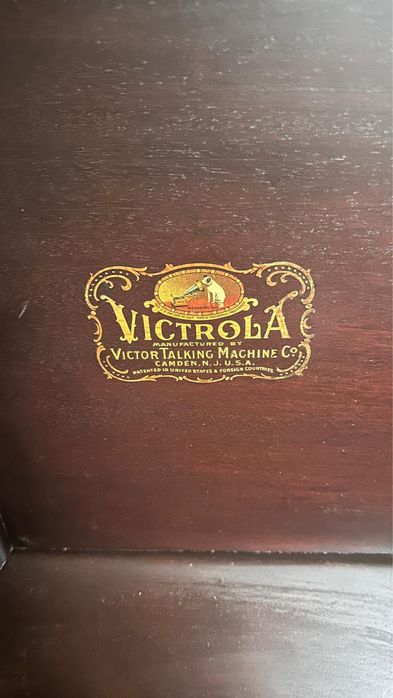 VICTROLA
MANUFACTURED BY
VICTOR TALKING MACHINE CO.
CAMDEN, N.J. U.S.A.
PATENTED IN UNITED STATES & FOREIGN COUNTRIES